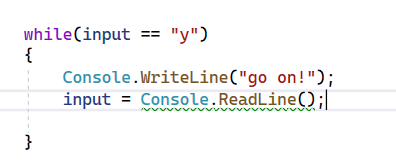 while(input == "y")
{
    Console.WriteLine("go on!");
    input = Console.ReadLine();
}